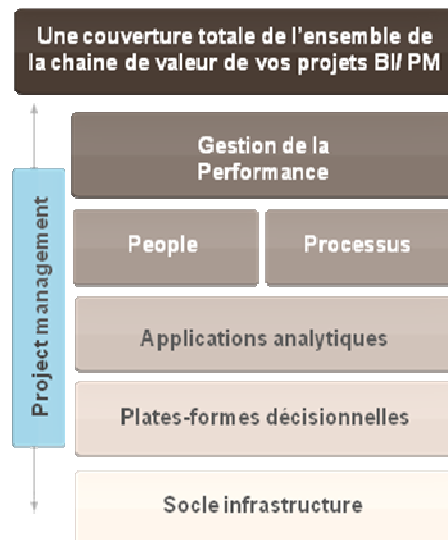 Une couverture totale de l'ensemble de
la chaine de valeur de vos projets BI/ PM
Gestion de la
Performance
People
Processus
Project management
Applications analytiques
Plates-formes décisionnelles
Socle infrastructure